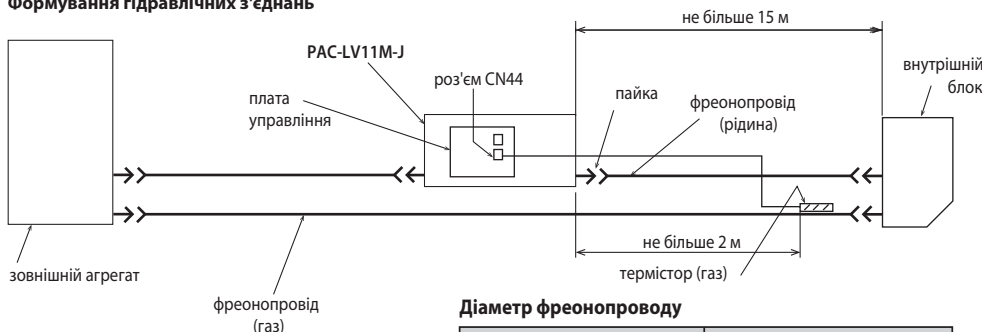 Формування гідравлічних з'єднань
не більше 15 м
PAC-LV11M-J
роз'єм CN44
плата
управління
пайка
фреонопровід
(рідина)
внутрішній
блок
не більше 2 м
термістор (газ)
зовнішній агрегат
фреонопровід
(газ)
Діаметр фреонопроводу